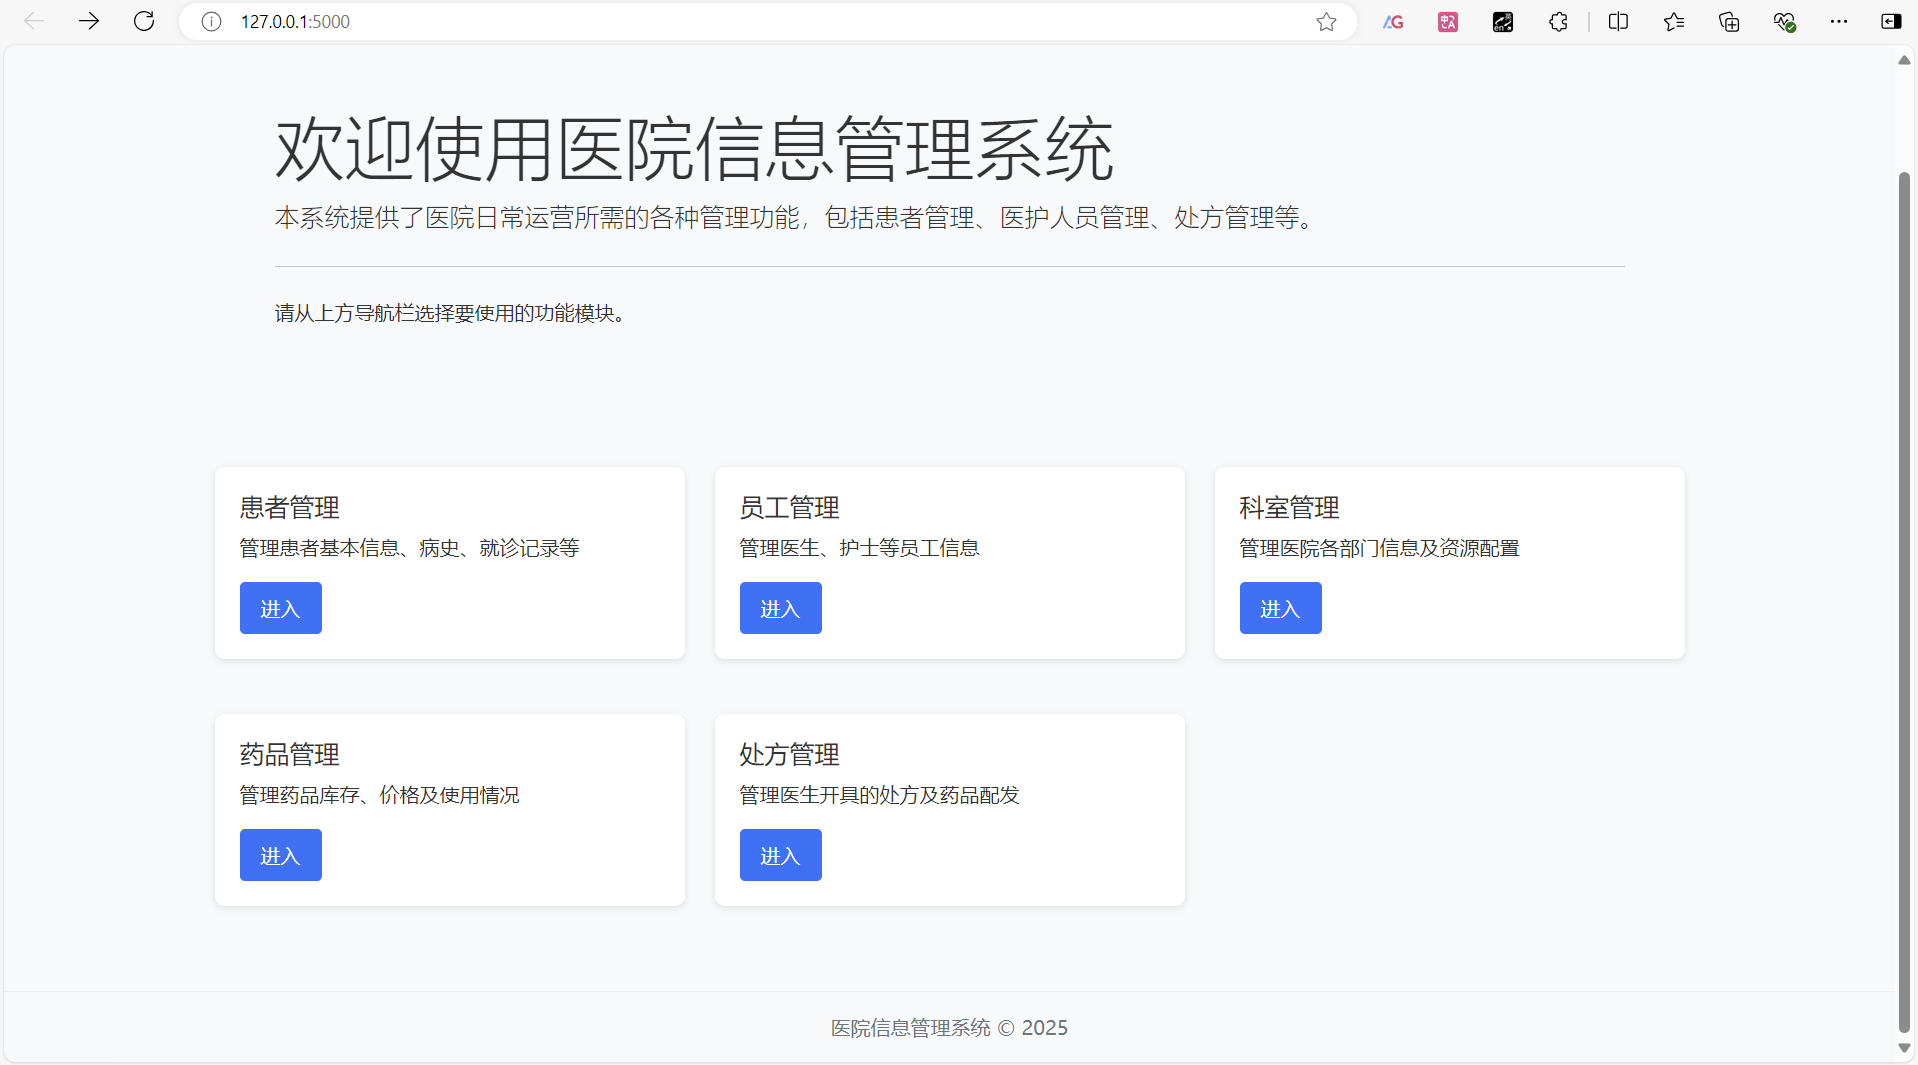 127.0.0.1:5000
欢迎使用医院信息管理系统
本系统提供了医院日常运营所需的各种管理功能，包括患者管理、医护人员管理、处方管理等。
请从上方导航栏选择要使用的功能模块。
患者管理
管理患者基本信息、病史、就诊记录等
进入
员工管理
管理医生、护士等员工信息
进入
科室管理
管理医院各部门信息及资源配置
进入
药品管理
管理药品库存、价格及使用情况
进入
处方管理
管理医生开具的处方及药品配发
进入
医院信息管理系统 © 2025